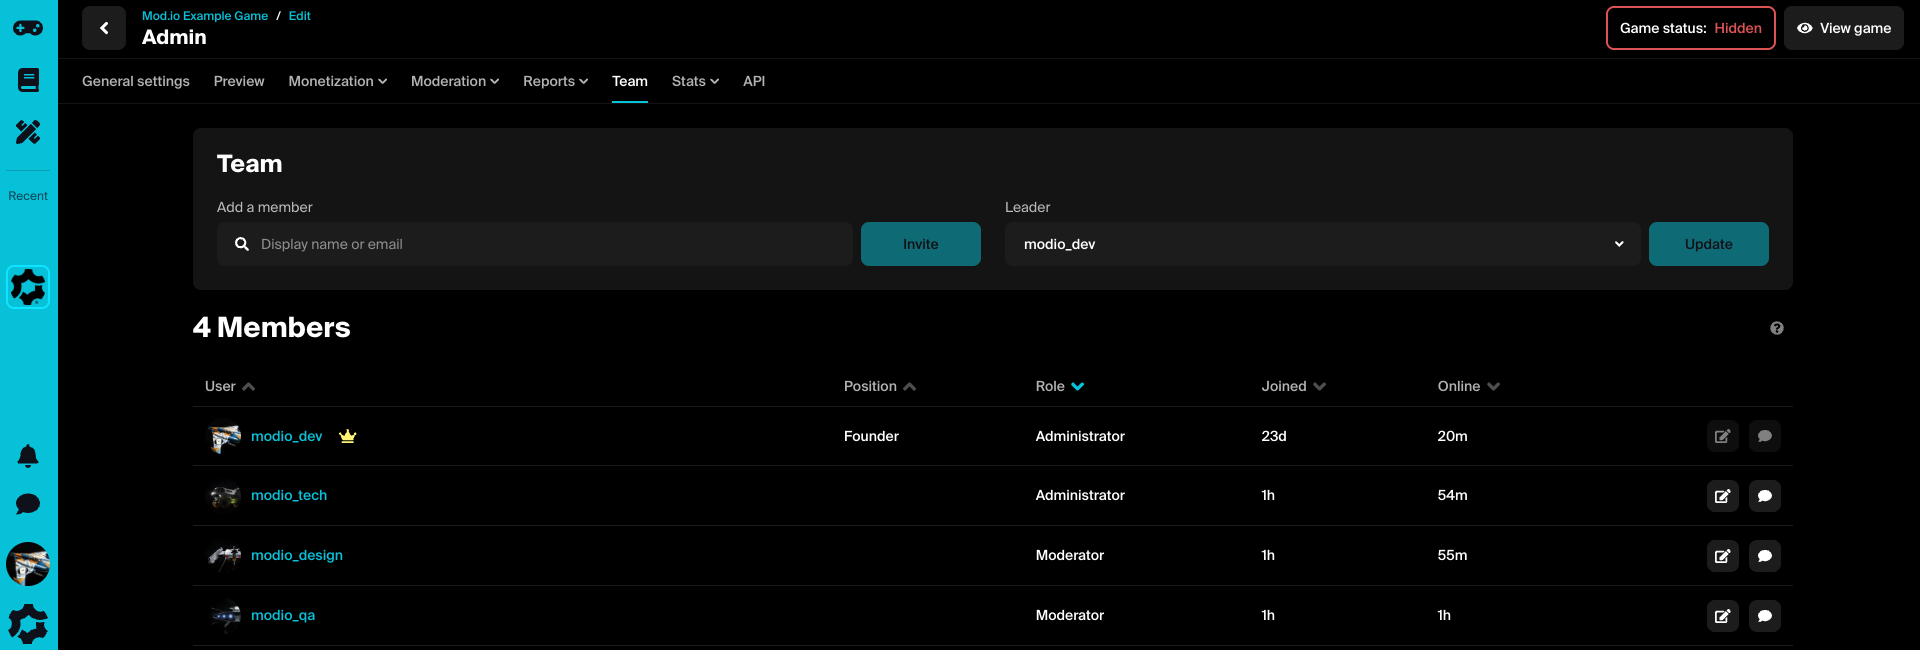 Mod.io Example Game / Edit
Admin
Game status: Hidden
View game
General settings Preview Monetization Moderation Reports Team Stats API
Recent
Team
Add a member
Leader
Display name or email
Invite
modio_dev
Update
4 Members
User Position Role Joined Online
modio_dev Founder Administrator 23d 20m
modio_tech Administrator 1h 54m
modio_design Moderator 1h 55m
modio_qa Moderator 1h 1h